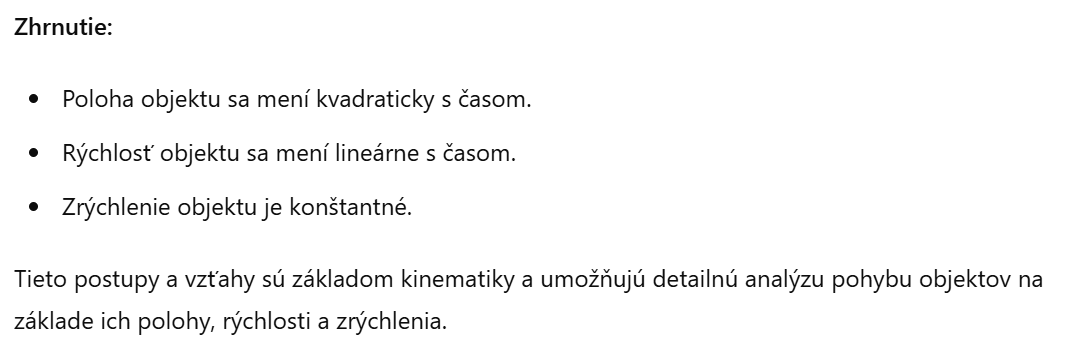 Zhrnutie:
• Poloha objektu sa mení kvadraticky s časom.
• Rýchlosť objektu sa mení lineárne s časom.
• Zrýchlenie objektu je konštantné.
Tieto postupy a vzťahy sú základom kinematiky a umožňujú detailnú analýzu pohybu objektov na
základe ich polohy, rýchlosti a zrýchlenia.